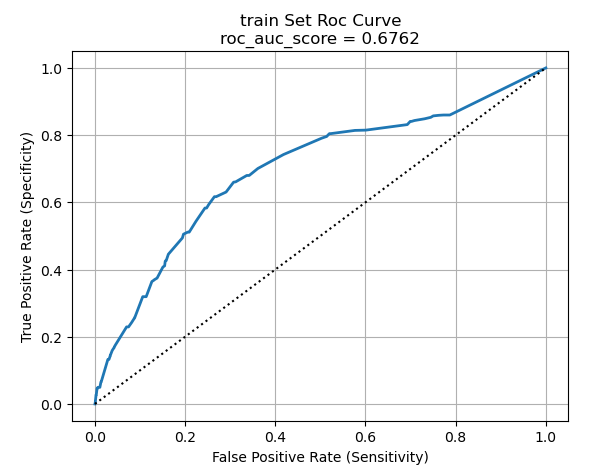 train Set Roc Curve
roc_auc_score = 0.6762
1.0
0.8
0.6
0.4
0.2
0.0
True Positive Rate (Specificity)
0.0 0.2 0.4 0.6 0.8 1.0
False Positive Rate (Sensitivity)